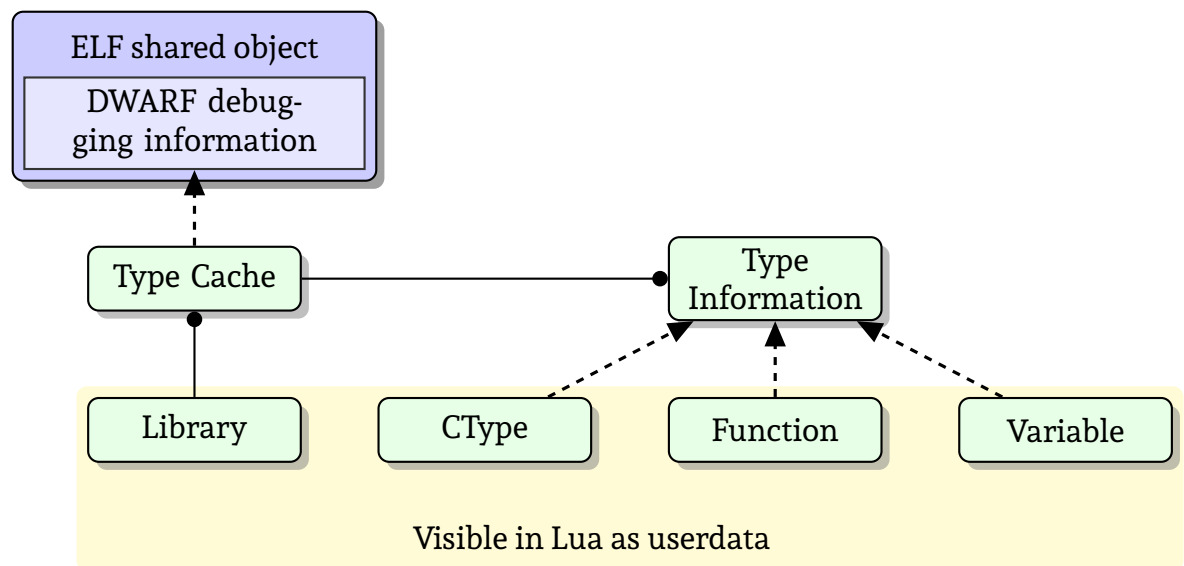 ELF shared object
DWARF debug-
ging information
Type Cache
Type
Information
Library
CType
Function
Variable
Visible in Lua as userdata